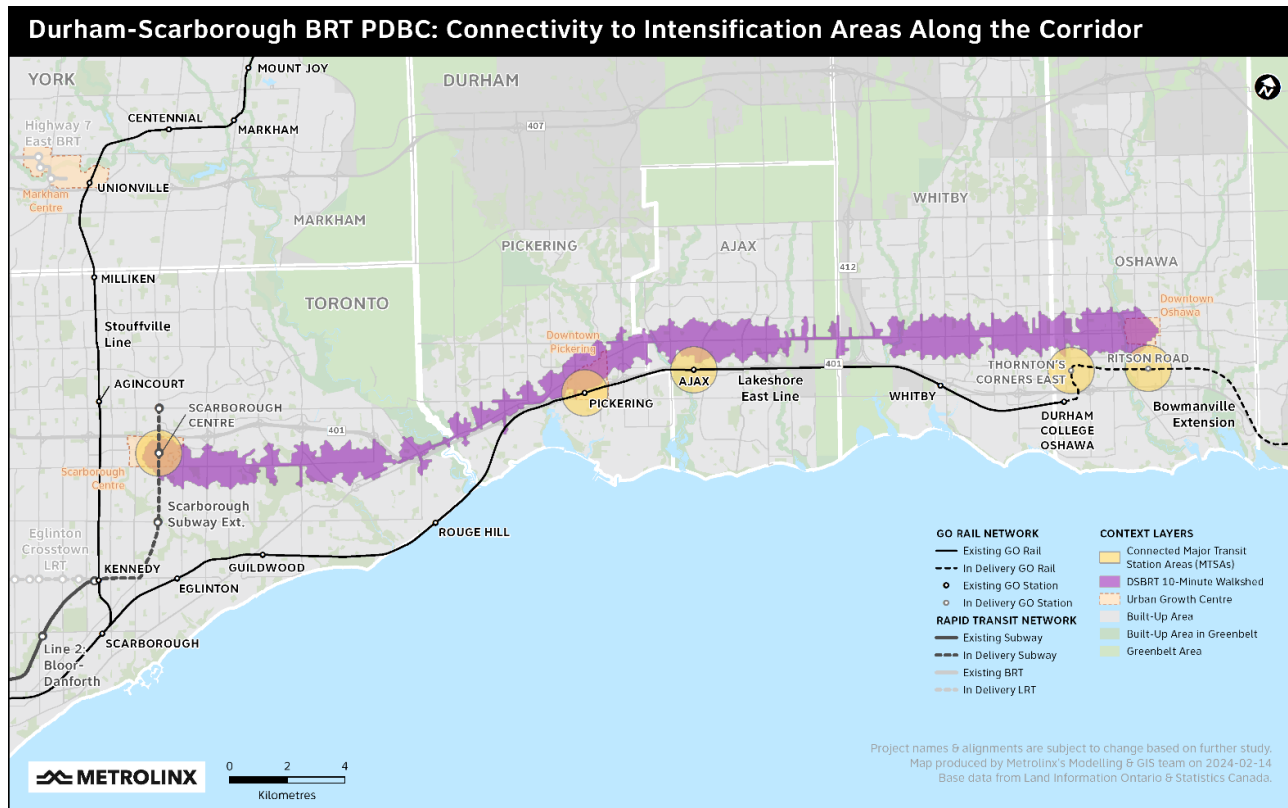 Durham-Scarborough BRT PDBC: Connectivity to Intensification Areas Along the Corridor
YORK
MOUNT JOY
DURHAM
CENTENNIAL
MARKHAM
Highway 7
East BRT
407
UNIONVILLE
Markham
Centre
MARKHAM
WHITBY
PICKERING
AJAX
MILLIKEN
412
OSHAWA
TORONTO
Stouffville
Line
Downtown
Oshawa
Downtown
Pickering
RITSON ROAD
THORNTON'S
CORNERS EAST
401
AGINCOURT
AJAX
Lakeshore
East Line
PICKERING
WHITBY
SCARBOROUGH
CENTRE
401
DURHAM
COLLEGE
OSHAWA
Bowmanville
Extension
Scarborough
Centre
Scarborough
Subway Ext.
ROUGE HILL
Eglinton
Crosstown
LRT
KENNEDY
GUILDWOOD
EGLINTON
SCARBOROUGH
Line 2:
Bloor-
Danforth
GO RAIL NETWORK
Existing GO Rail
In Delivery GO Rail
Existing GO Station
In Delivery GO Station
RAPID TRANSIT NETWORK
Existing Subway
In Delivery Subway
Existing BRT
In Delivery LRT
CONTEXT LAYERS
Connected Major Transit
Station Areas (MTSAs)
DSBRT 10-Minute Walkshed
Urban Growth Centre
Built-Up Area
Built-Up Area in Greenbelt
Greenbelt Area
METROLINX
0 2 4
Kilometres
Project names & alignments are subject to change based on further study.
Map produced by Metrolinx's Modelling & GIS team on 2024-02-14
Base data from Land Information Ontario & Statistics Canada.
N